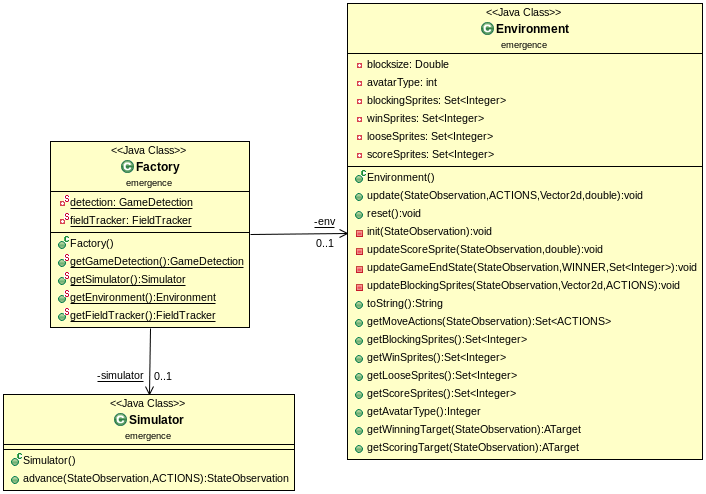 <<Java Class>>
Factory
emergence
detection: GameDetection
fieldTracker: FieldTracker
Factory()
getGameDetection():GameDetection
getSimulator():Simulator
getEnvironment():Environment
getFieldTracker():FieldTracker
-env
0..1
-simulator
0..1
<<Java Class>>
Environment
emergence
blocksize: Double
avatarType: int
blockingSprites: Set<Integer>
winSprites: Set<Integer>
looseSprites: Set<Integer>
scoreSprites: Set<Integer>
Environment()
update(StateObservation,ACTIONS,Vector2d,double):void
reset():void
init(StateObservation):void
updateScoreSprite(StateObservation,double):void
updateGameEndState(StateObservation,WINNER,Set<Integer>):void
updateBlockingSprites(StateObservation,Vector2d,ACTIONS):void
toString():String
getMoveActions(StateObservation):Set<ACTIONS>
getBlockingSprites():Set<Integer>
getWinSprites():Set<Integer>
getLooseSprites():Set<Integer>
getScoreSprites():Set<Integer>
getAvatarType():Integer
getWinningTarget(StateObservation):ATarget
getScoringTarget(StateObservation):ATarget
<<Java Class>>
Simulator
emergence
Simulator()
advance(StateObservation,ACTIONS):StateObservation